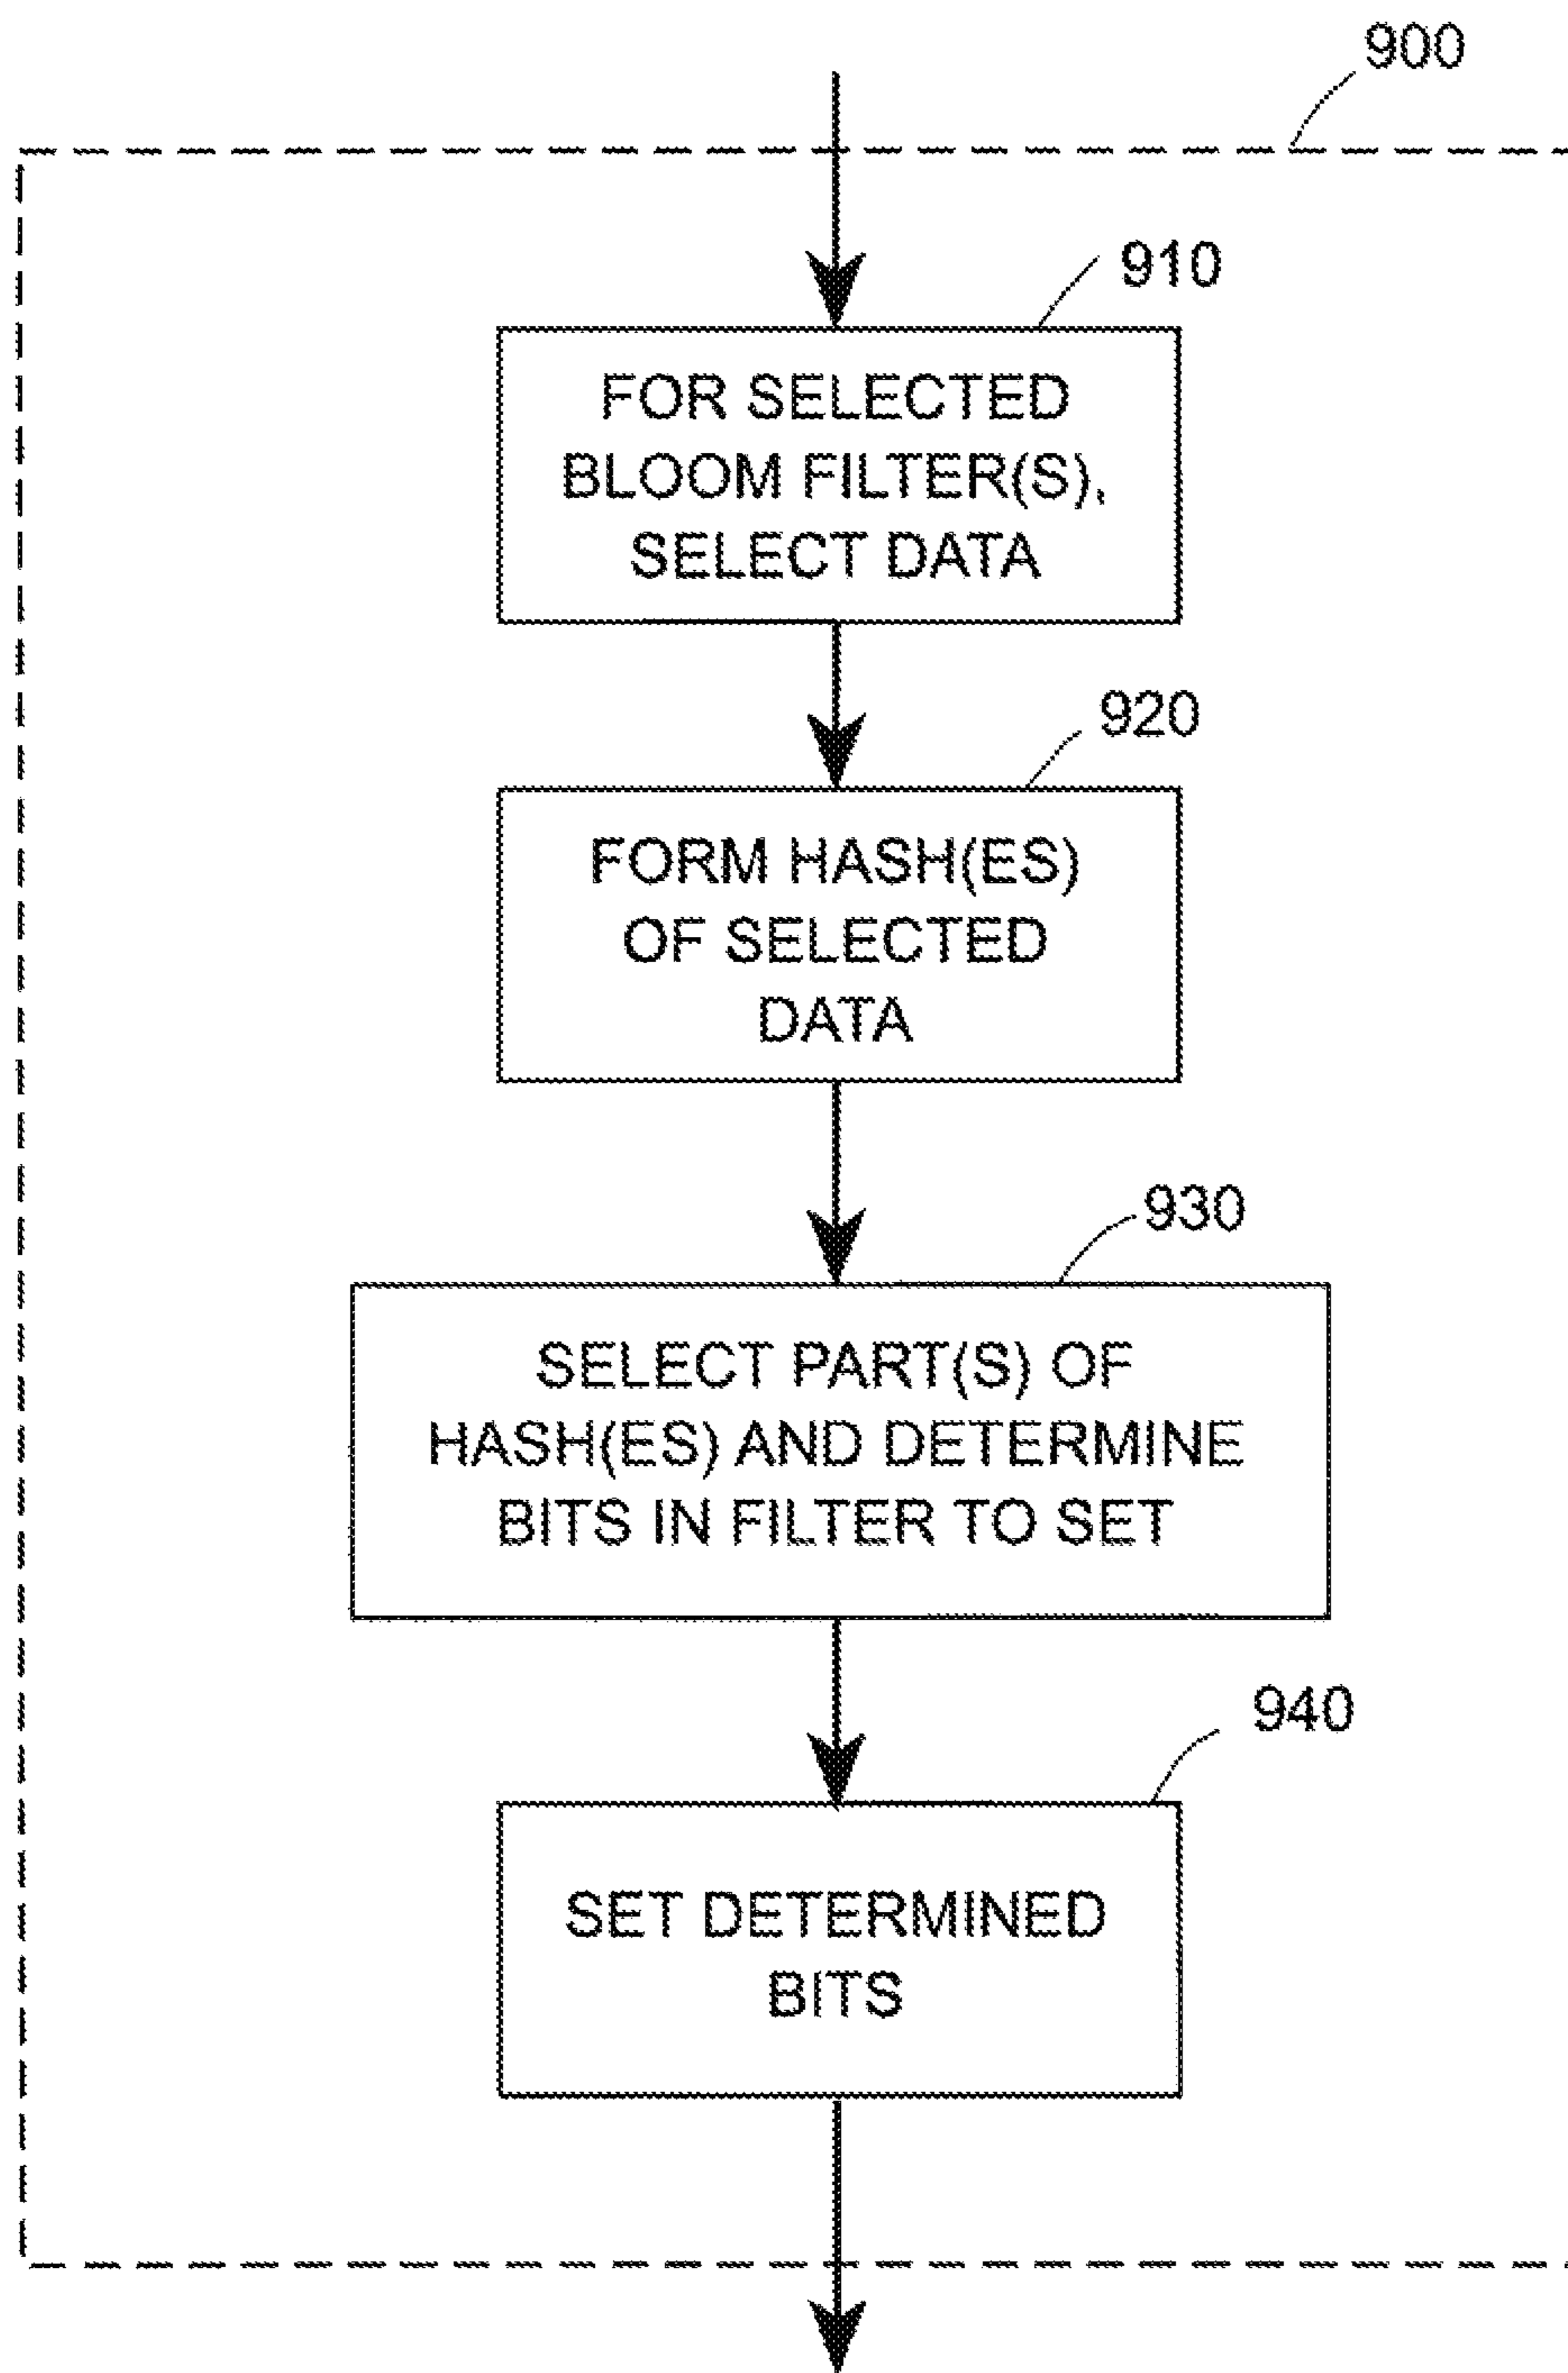 900
910
FOR SELECTED
BLOOM FILTER(S),
SELECT DATA
920
FORM HASH(ES)
OF SELECTED
DATA
930
SELECT PART(S) OF
HASH(ES) AND DETERMINE
BITS IN FILTER TO SET
940
SET DETERMINED
BITS